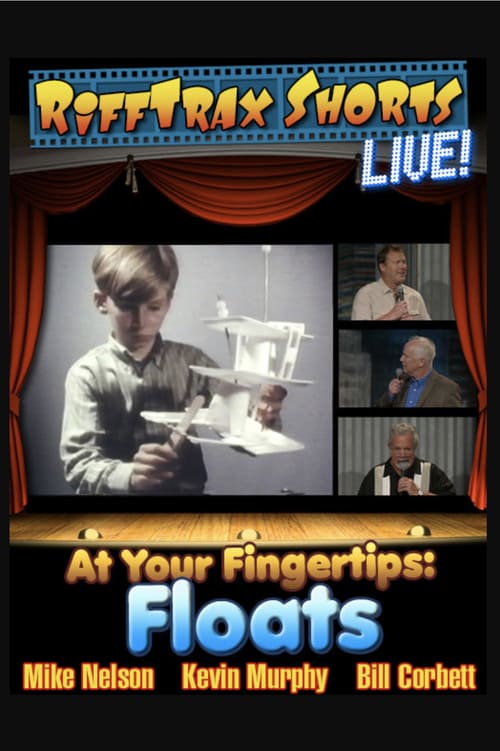 RiffTrax Shorts
LIVE!
At Your Fingertips:
Floats
Mike Nelson Kevin Murphy Bill Corbett